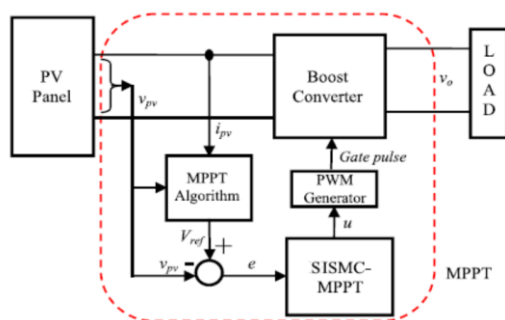 PV
Panel
v_pv
i_pv
Boost
Converter
v_o
L
O
A
D
Gate pulse
MPPT
Algorithm
PWM
Generator
V_ref
+
u
-
v_pv
e
SISMC-
MPPT
MPPT